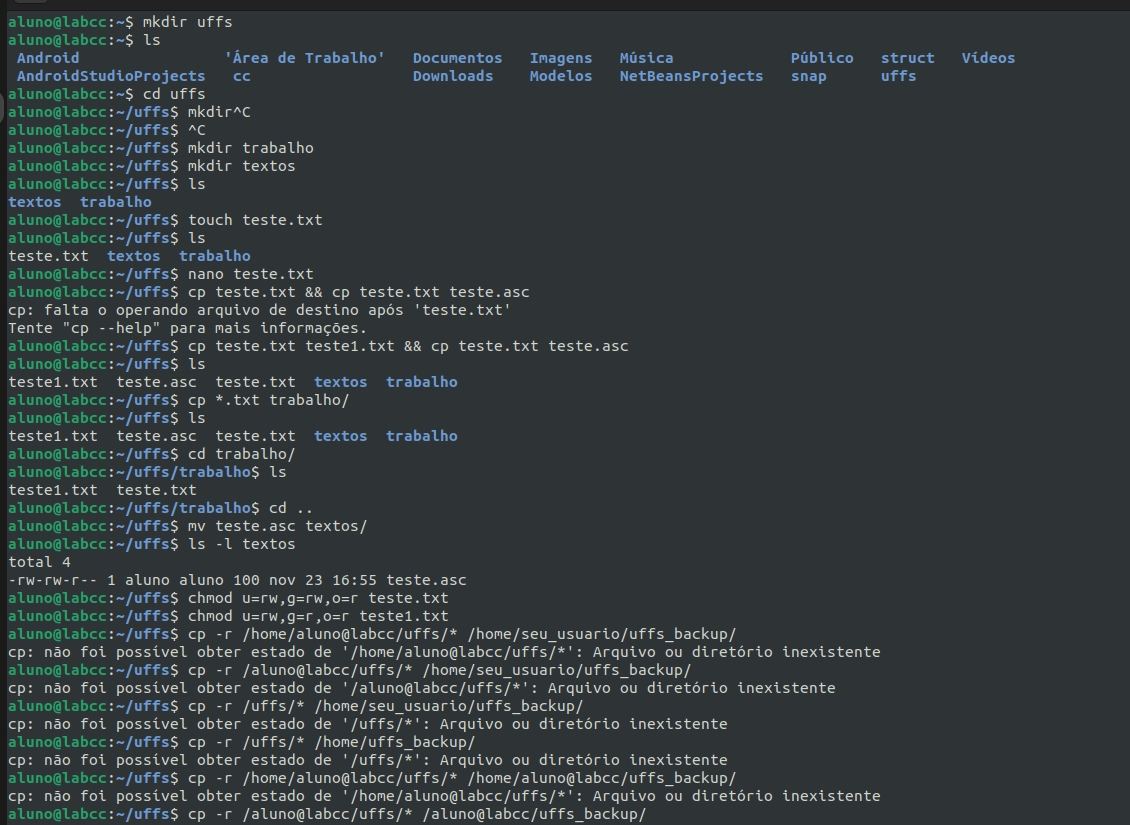 aluno@labcc:~$ mkdir uffs
aluno@labcc:~$ ls
 Android                'Área de Trabalho'   Documentos   Imagens   Música             Público   struct   Vídeos
 AndroidStudioProjects   cc                  Downloads    Modelos   NetBeansProjects   snap      uffs
aluno@labcc:~$ cd uffs
aluno@labcc:~/uffs$ mkdir^C
aluno@labcc:~/uffs$ ^C
aluno@labcc:~/uffs$ mkdir trabalho
aluno@labcc:~/uffs$ mkdir textos
aluno@labcc:~/uffs$ ls
textos  trabalho
aluno@labcc:~/uffs$ touch teste.txt
aluno@labcc:~/uffs$ ls
teste.txt  textos  trabalho
aluno@labcc:~/uffs$ nano teste.txt
aluno@labcc:~/uffs$ cp teste.txt && cp teste.txt teste.asc
cp: falta o operando arquivo de destino após 'teste.txt'
Tente "cp --help" para mais informações.
aluno@labcc:~/uffs$ cp teste.txt teste1.txt && cp teste.txt teste.asc
aluno@labcc:~/uffs$ ls
teste1.txt  teste.asc  teste.txt  textos  trabalho
aluno@labcc:~/uffs$ cp *.txt trabalho/
aluno@labcc:~/uffs$ ls
teste1.txt  teste.asc  teste.txt  textos  trabalho
aluno@labcc:~/uffs$ cd trabalho/
aluno@labcc:~/uffs/trabalho$ ls
teste1.txt  teste.txt
aluno@labcc:~/uffs/trabalho$ cd ..
aluno@labcc:~/uffs$ mv teste.asc textos/
aluno@labcc:~/uffs$ ls -l textos
total 4
-rw-rw-r-- 1 aluno aluno 100 nov 23 16:55 teste.asc
aluno@labcc:~/uffs$ chmod u=rw,g=rw,o=r teste.txt
aluno@labcc:~/uffs$ chmod u=rw,g=r,o=r teste1.txt
aluno@labcc:~/uffs$ cp -r /home/aluno@labcc/uffs/* /home/seu_usuario/uffs_backup/
cp: não foi possível obter estado de '/home/aluno@labcc/uffs/*': Arquivo ou diretório inexistente
aluno@labcc:~/uffs$ cp -r /aluno@labcc/uffs/* /home/seu_usuario/uffs_backup/
cp: não foi possível obter estado de '/aluno@labcc/uffs/*': Arquivo ou diretório inexistente
aluno@labcc:~/uffs$ cp -r /uffs/* /home/seu_usuario/uffs_backup/
cp: não foi possível obter estado de '/uffs/*': Arquivo ou diretório inexistente
aluno@labcc:~/uffs$ cp -r /uffs/* /home/uffs_backup/
cp: não foi possível obter estado de '/uffs/*': Arquivo ou diretório inexistente
aluno@labcc:~/uffs$ cp -r /home/aluno@labcc/uffs/* /home/aluno@labcc/uffs_backup/
cp: não foi possível obter estado de '/home/aluno@labcc/uffs/*': Arquivo ou diretório inexistente
aluno@labcc:~/uffs$ cp -r /aluno@labcc/uffs/* /aluno@labcc/uffs_backup/